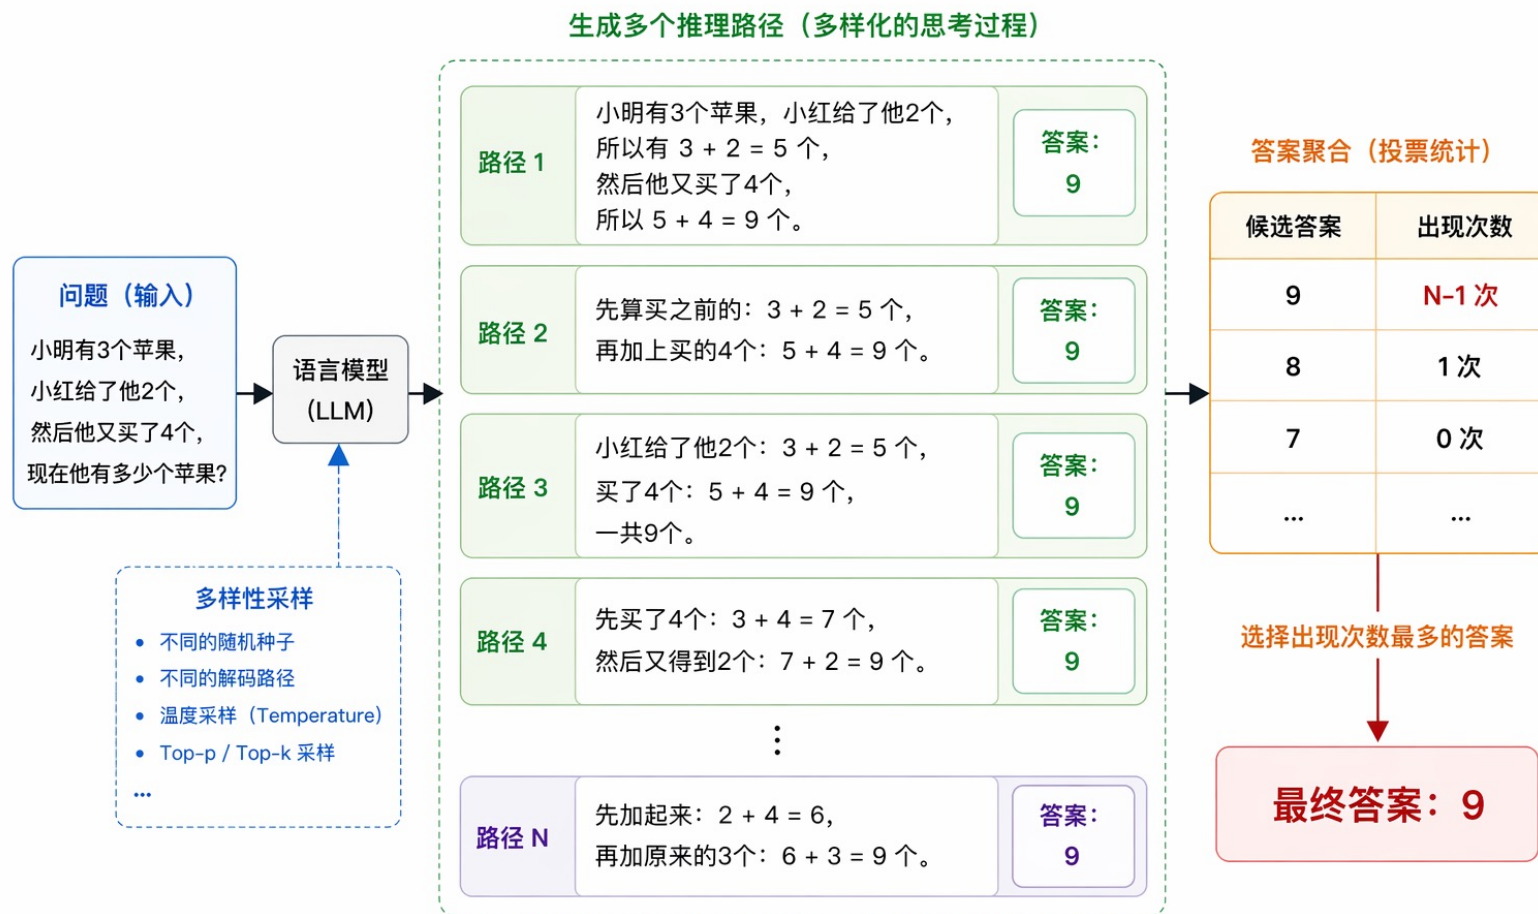 生成多个推理路径（多样化的思考过程）
问题（输入）
小明有3个苹果，
小红给了他2个，
然后他又买了4个，
现在他有多少个苹果？
语言模型
（LLM）
多样性采样
• 不同的随机种子
• 不同的解码路径
• 温度采样（Temperature）
• Top-p / Top-k 采样
...
路径 1
小明有3个苹果，小红给了他2个，
所以有 3 + 2 = 5 个，
然后他又买了4个，
所以 5 + 4 = 9 个。
答案：
9
路径 2
先算买之前的：3 + 2 = 5 个，
再加上买的4个：5 + 4 = 9 个。
答案：
9
路径 3
小红给了他2个：3 + 2 = 5 个，
买了4个：5 + 4 = 9 个，
一共9个。
答案：
9
路径 4
先买了4个：3 + 4 = 7 个，
然后又得到2个：7 + 2 = 9 个。
答案：
9
⋮
路径 N
先加起来：2 + 4 = 6，
再加原来的3个：6 + 3 = 9 个。
答案：
9
答案聚合（投票统计）
候选答案 出现次数
9 N-1 次
8 1 次
7 0 次
... ...
选择出现次数最多的答案
最终答案：9